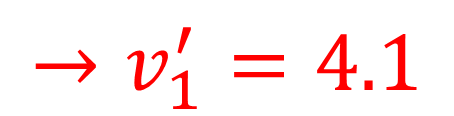 → v₁′ = 4.1